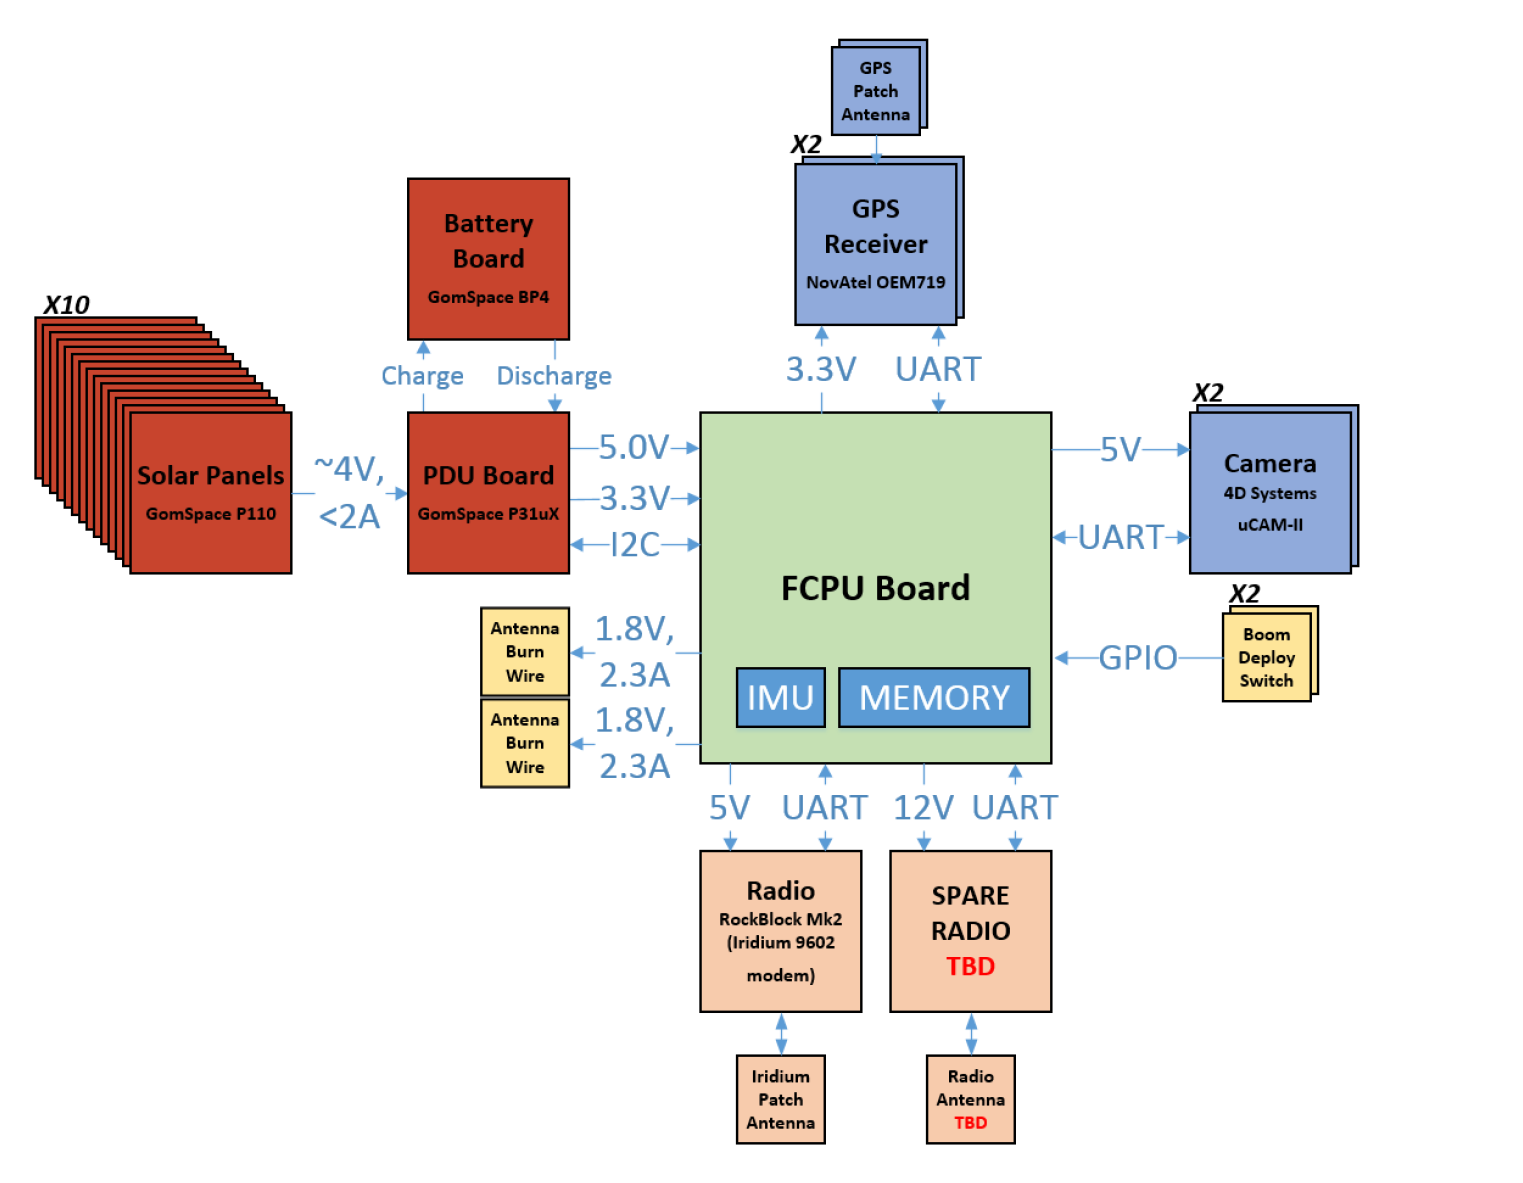 GPS
Patch
Antenna
X2
GPS
Receiver
NovAtel OEM719
3.3V
UART
Battery
Board
GomSpace BP4
Charge
Discharge
X10
Solar Panels
GomSpace P110
~4V,
<2A
PDU Board
GomSpace P31uX
5.0V
3.3V
I2C
FCPU Board
IMU
MEMORY
5V
UART
X2
Camera
4D Systems
uCAM-II
GPIO
X2
Boom
Deploy
Switch
Antenna
Burn
Wire
1.8V,
2.3A
Antenna
Burn
Wire
1.8V,
2.3A
5V
UART
12V
UART
Radio
RockBlock Mk2
(Iridium 9602
modem)
SPARE
RADIO
TBD
Iridium
Patch
Antenna
Radio
Antenna
TBD